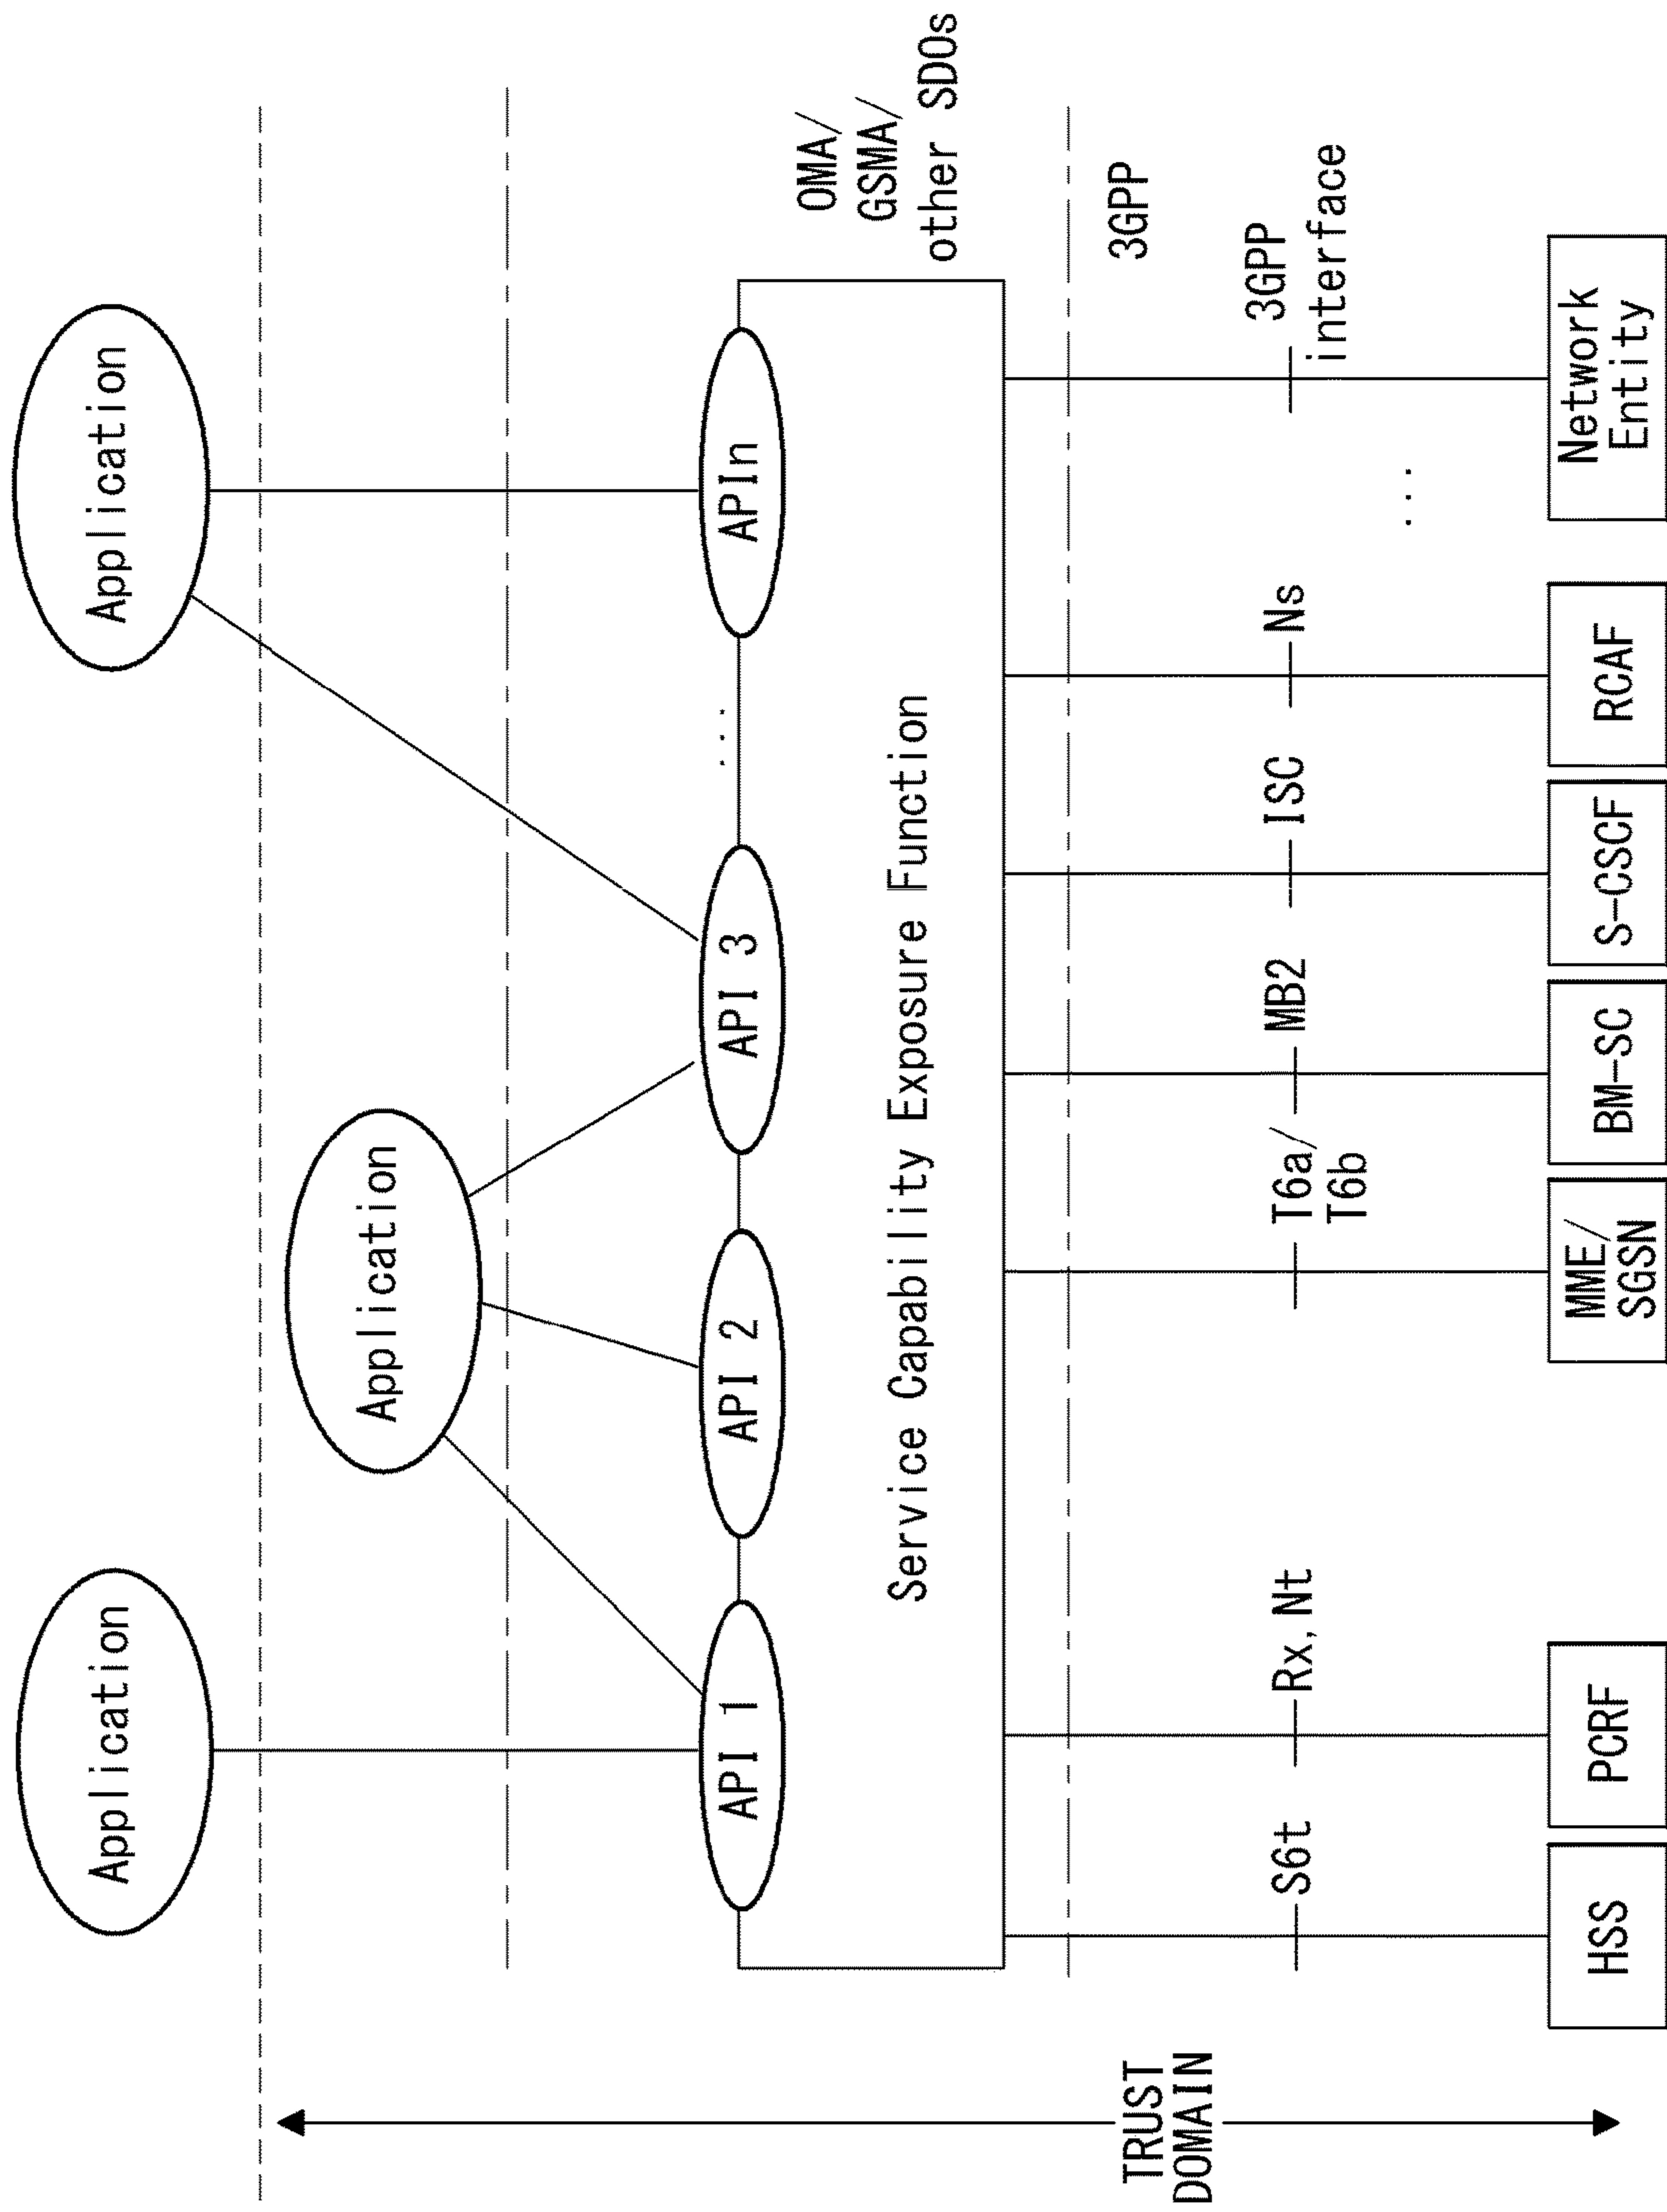 Application
Application
Application
API 1
API 2
API 3
...
APIn
Service Capability Exposure Function
OMA/
GSMA/
other SDOs
3GPP
TRUST
DOMAIN
S6t
Rx,Nt
T6a/
T6b
MB2
ISC
Ns
3GPP
interface
...
HSS
PCRF
MME/
SGSN
BM-SC
S-CSCF
RCAF
Network
Entity